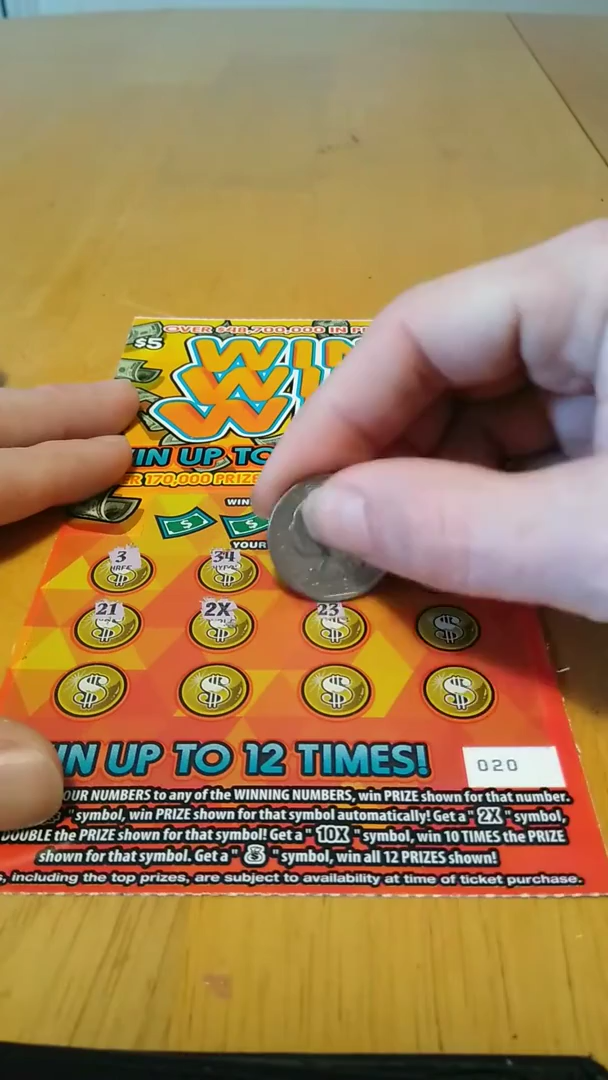 OVER $48,700,000 IN
$5
WIN
WI
W
IN UP TO
170,000 PRIZE
WIN
YOUR
3 34
21 2X 23
IN UP TO 12 TIMES!
020
OUR NUMBERS to any of the WINNING NUMBERS, win PRIZE shown for that number.
" symbol, win PRIZE shown for that symbol automatically! Get a " 2X " symbol,
DOUBLE the PRIZE shown for that symbol! Get a " 10X " symbol, win 10 TIMES the PRIZE
shown for that symbol. Get a " " symbol, win all 12 PRIZES shown!
, including the top prizes, are subject to availability at time of ticket purchase.